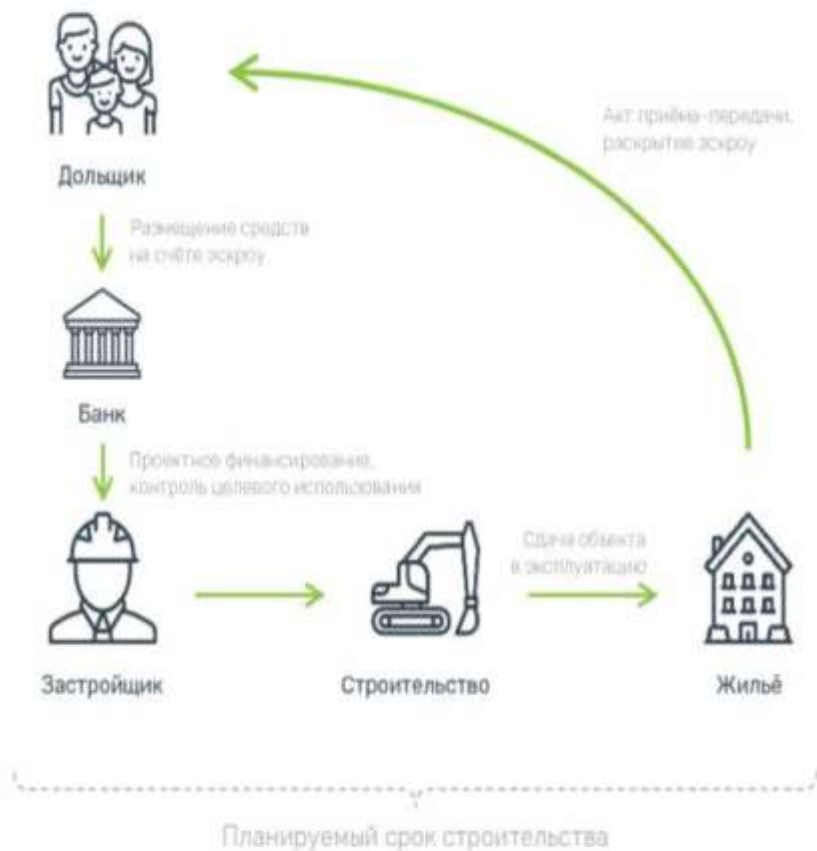 Акт приёма-передачи,
раскрытие эскроу
Дольщик
Размещение средств
на счёте эскроу
Банк
Проектное финансирование,
контроль целевого использования
Сдача объекта
в эксплуатацию
Застройщик
Строительство
Жильё
Планируемый срок строительства